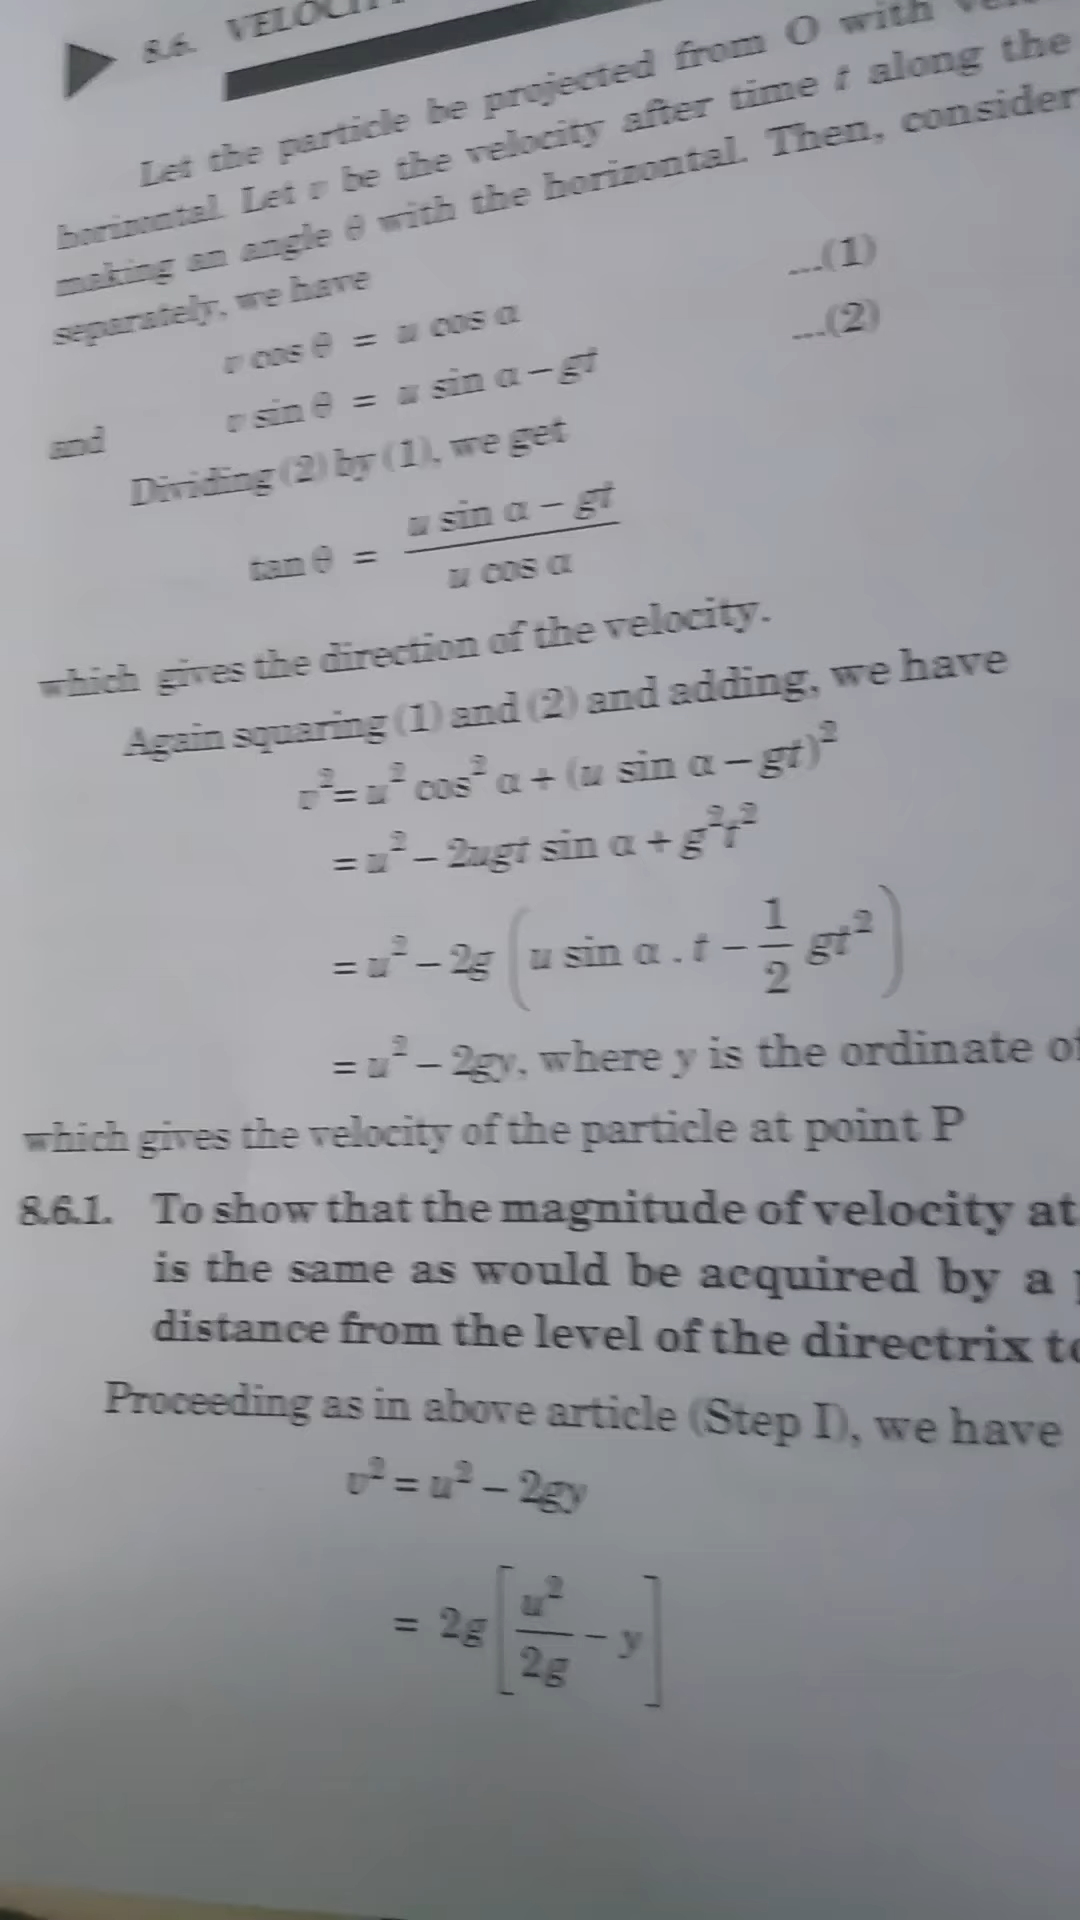 8.6. VELOCITY
Let the particle be projected from O with
horizontal. Let v be the velocity after time t along the
making an angle θ with the horizontal. Then, consider
separately, we have
v cos θ = u cos α ...(1)
and v sin θ = u sin α – gt ...(2)
Dividing (2) by (1), we get
tan θ = \frac{u sin α – gt}{u cos α}
which gives the direction of the velocity.
Again squaring (1) and (2) and adding, we have
v² = u² cos² α + (u sin α – gt)²
= u² – 2ugt sin α + g²t²
= u² – 2g (u sin α . t – \frac{1}{2} gt²)
= u² – 2gy, where y is the ordinate of
which gives the velocity of the particle at point P
8.6.1. To show that the magnitude of velocity at
is the same as would be acquired by a
distance from the level of the directrix to
Proceeding as in above article (Step I), we have
v² = u² – 2gy
= 2g [\frac{u²}{2g} – y]